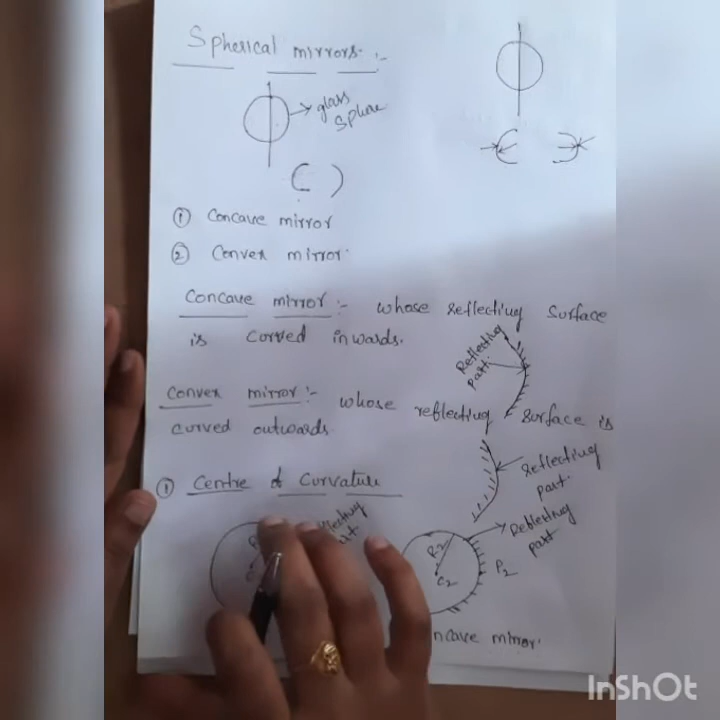 Spherical mirrors:-
glass
sphere
① Concave mirror
② Convex mirror.
Concave mirror:- whose reflecting surface
is curved inwards.
Reflecting
part.
Convex mirror:- whose reflecting surface is
curved outwards
reflecting
part.
① Centre of Curvature
Reflecting
part
R2
C2
P2
ncave mirror.
InShOt